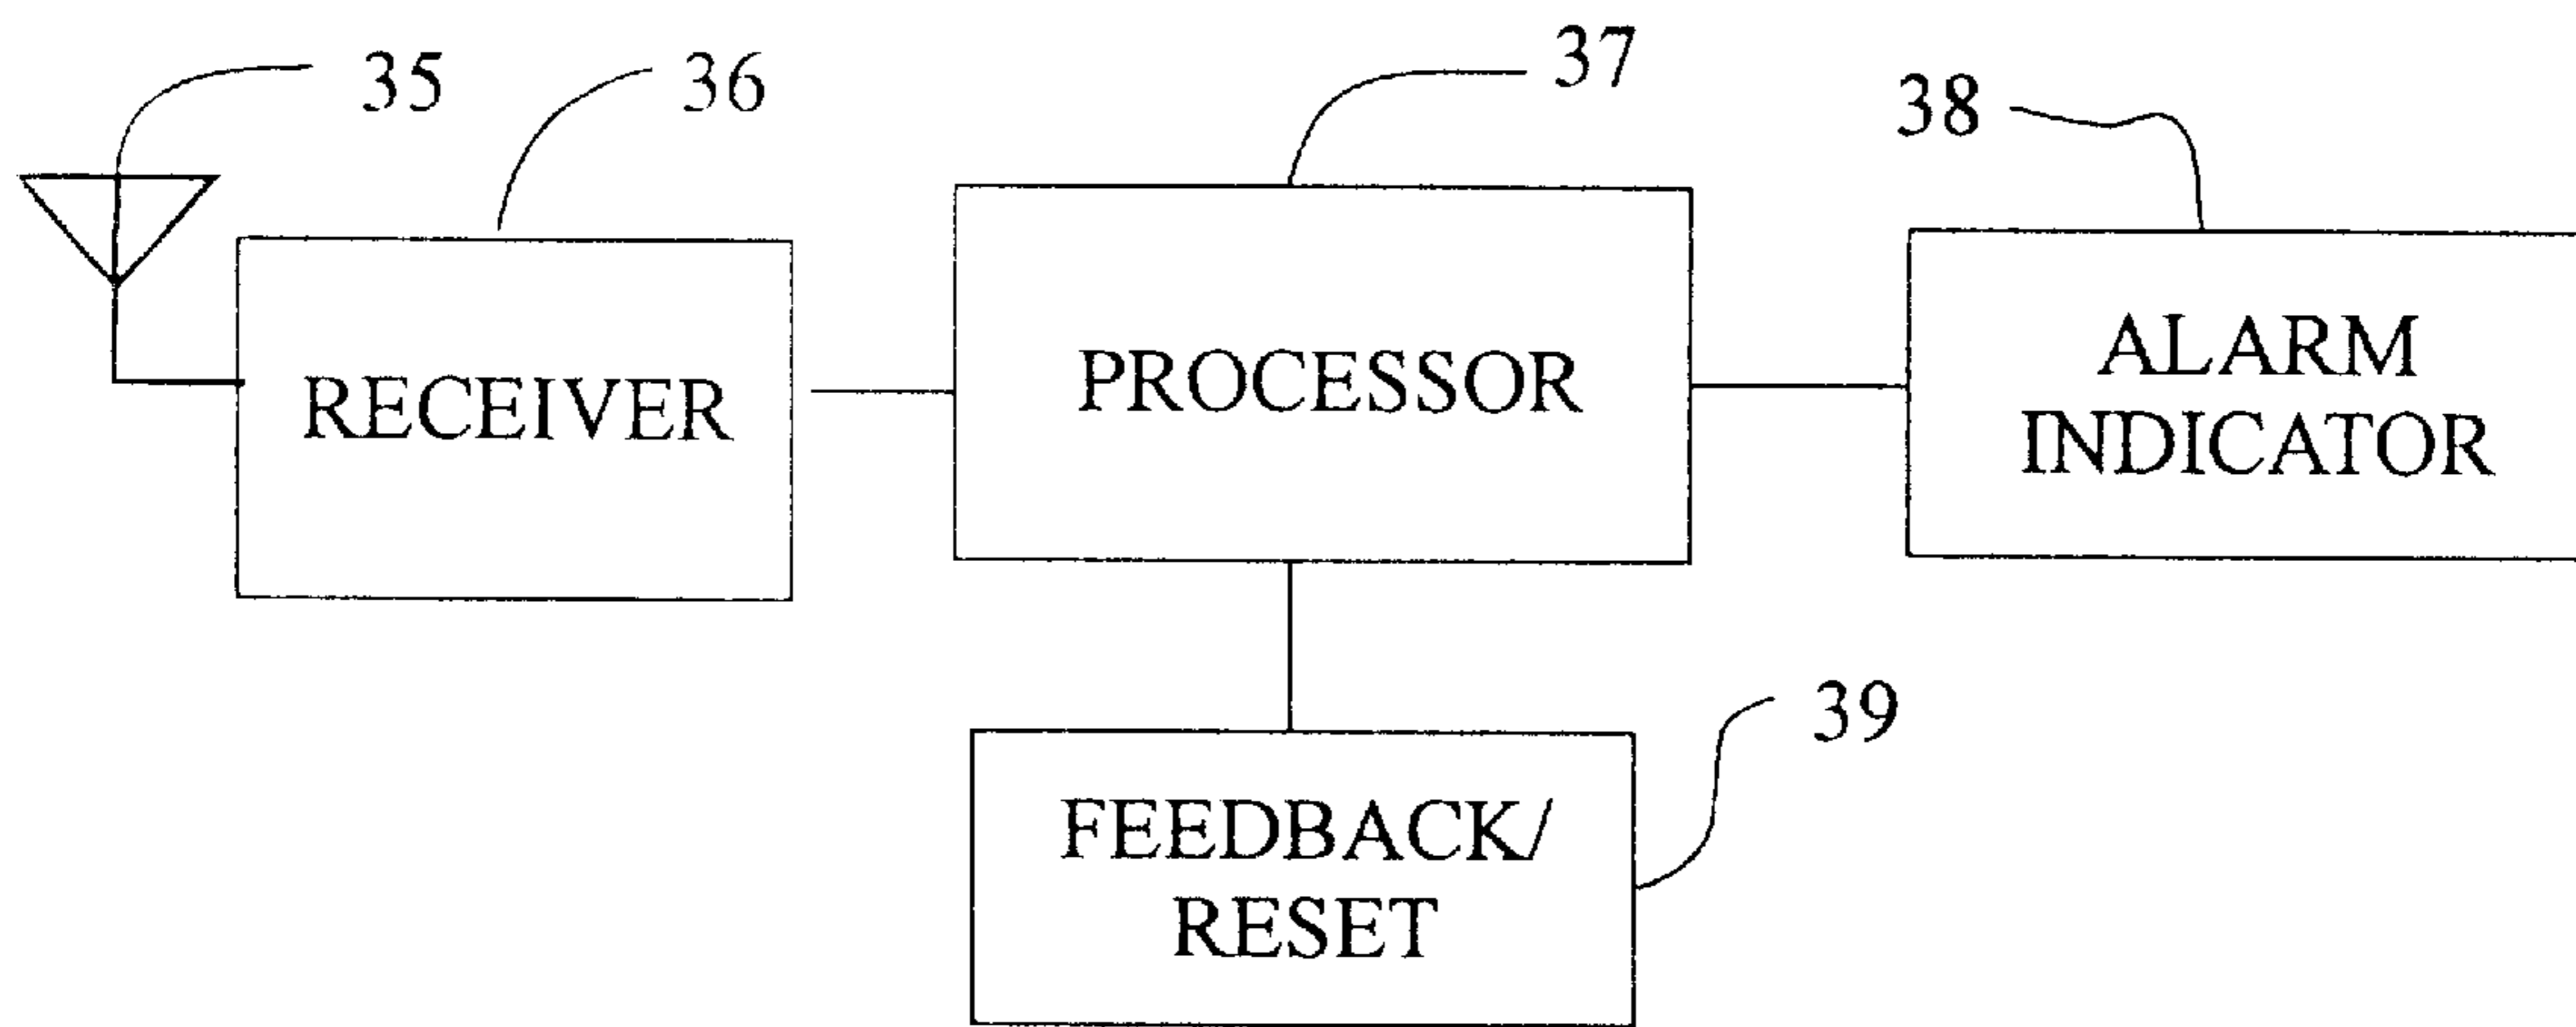 35
36
37
38
RECEIVER
PROCESSOR
ALARM
INDICATOR
39
FEEDBACK/
RESET